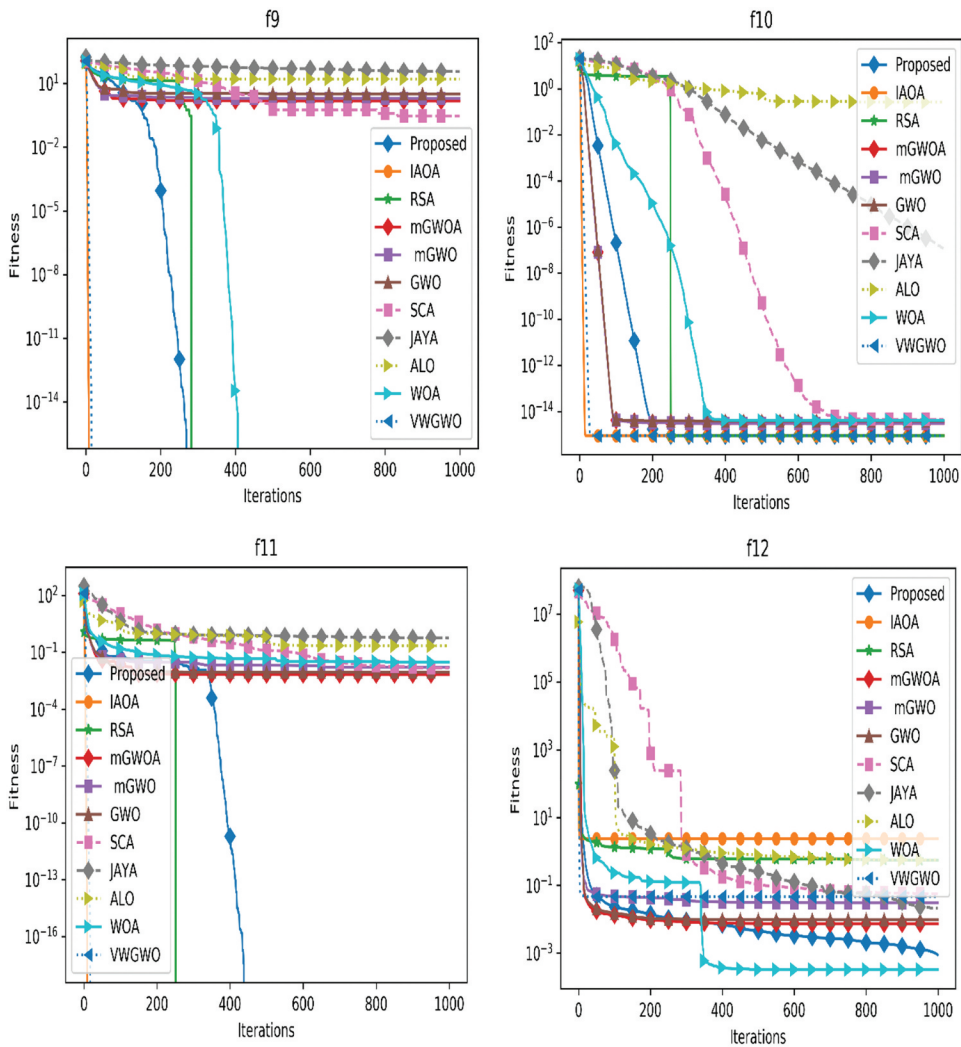 f9
10^1
10^-2
10^-5
10^-8
10^-11
10^-14
Fitness
0 200 400 600 800 1000
Iterations
Proposed
IAOA
RSA
mGWOA
mGWO
GWO
SCA
JAYA
ALO
WOA
VWGWO
f10
10^2
10^0
10^-2
10^-4
10^-6
10^-8
10^-10
10^-12
10^-14
Fitness
0 200 400 600 800 1000
Iterations
Proposed
IAOA
RSA
mGWOA
mGWO
GWO
SCA
JAYA
ALO
WOA
VWGWO
f11
10^2
10^-1
10^-4
10^-7
10^-10
10^-13
10^-16
Fitness
0 200 400 600 800 1000
Iterations
Proposed
IAOA
RSA
mGWOA
mGWO
GWO
SCA
JAYA
ALO
WOA
VWGWO
f12
10^7
10^5
10^3
10^1
10^-1
10^-3
Fitness
0 200 400 600 800 1000
Iterations
Proposed
IAOA
RSA
mGWOA
mGWO
GWO
SCA
JAYA
ALO
WOA
VWGWO